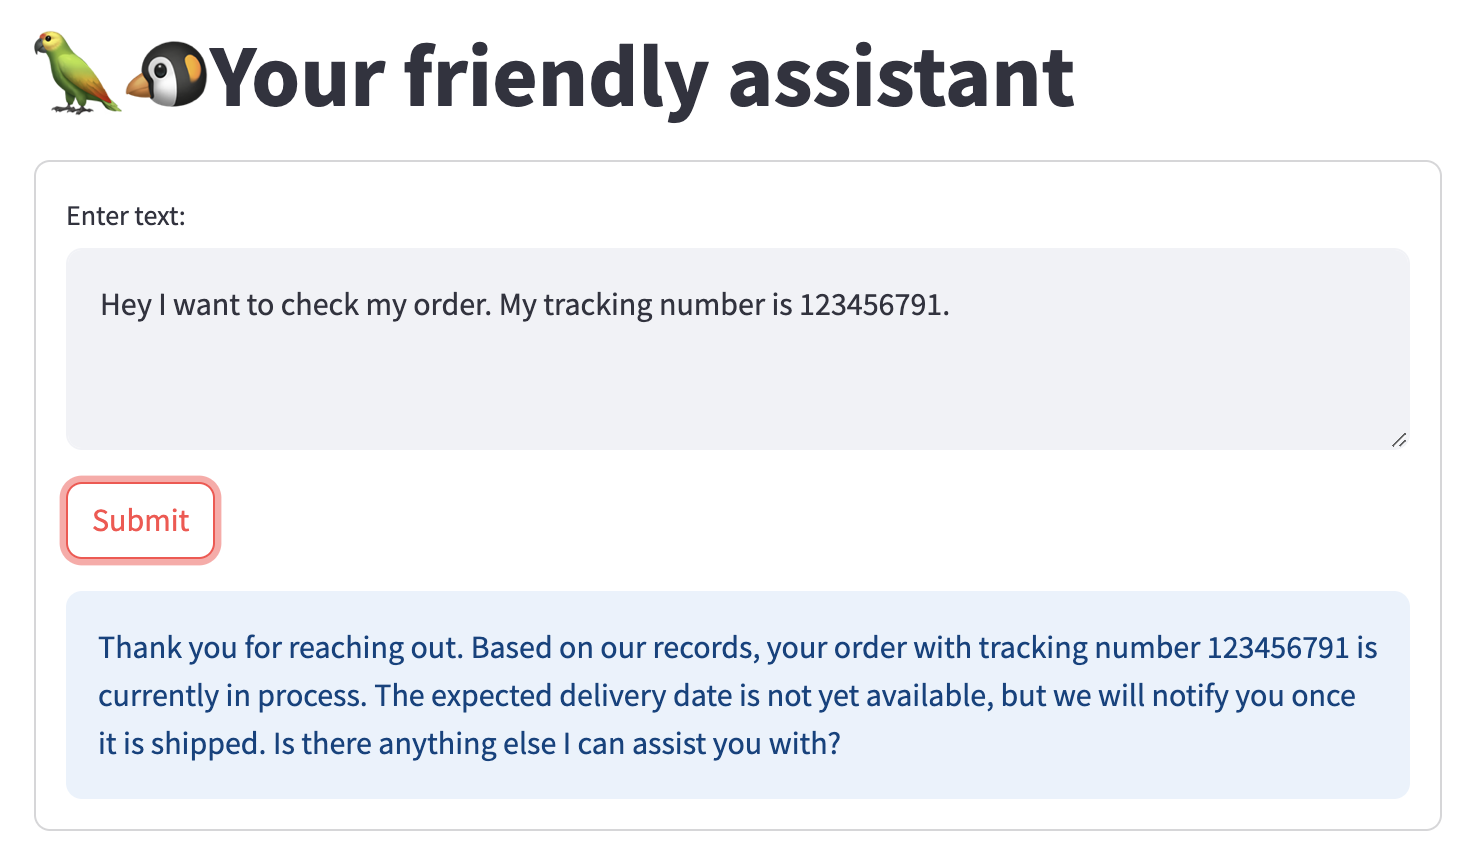 Your friendly assistant
Enter text:
Hey I want to check my order. My tracking number is 123456791.
Submit
Thank you for reaching out. Based on our records, your order with tracking number 123456791 is
currently in process. The expected delivery date is not yet available, but we will notify you once
it is shipped. Is there anything else I can assist you with?